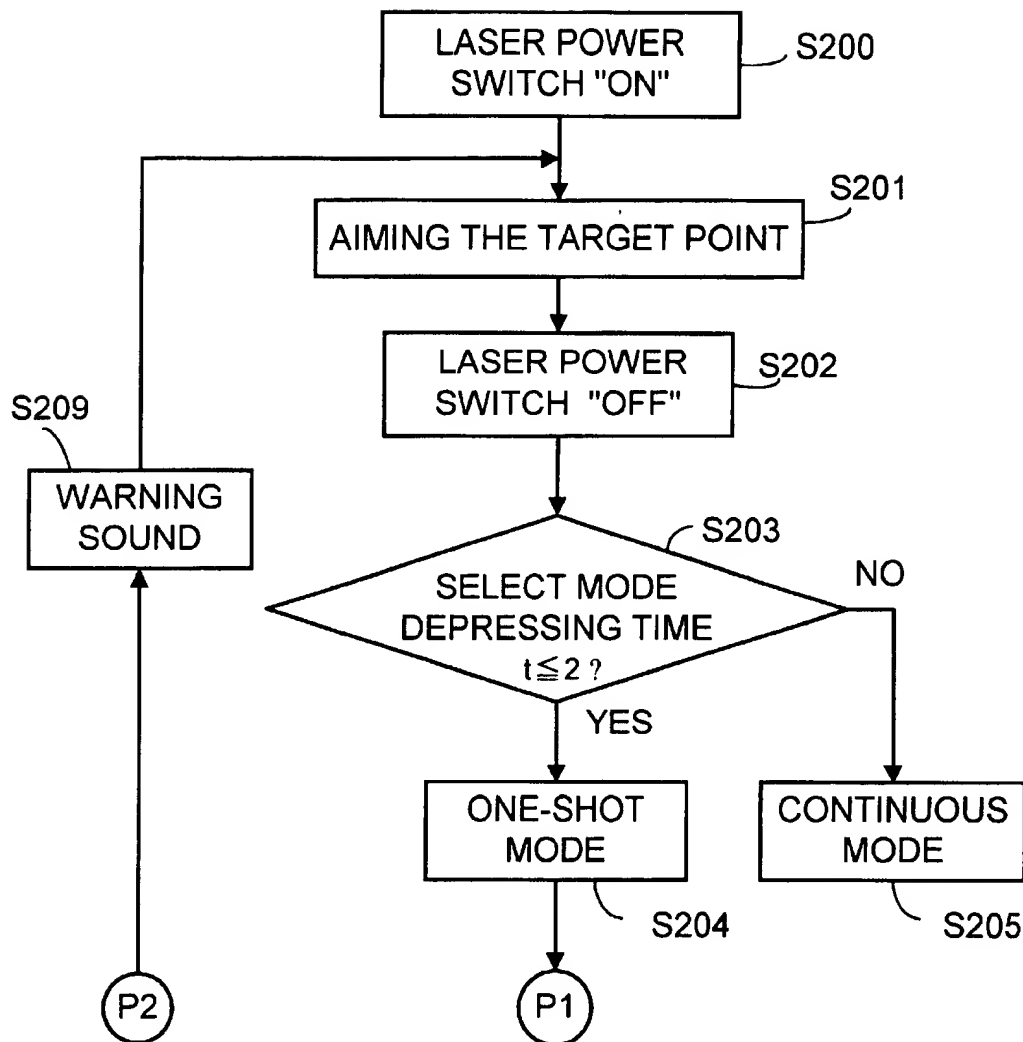 LASER POWER
SWITCH "ON"
S200
S201
AIMING THE TARGET POINT
LASER POWER
SWITCH "OFF"
S202
S209
WARNING
SOUND
S203
SELECT MODE
DEPRESSING TIME
t≦2 ?
NO
YES
ONE-SHOT
MODE
CONTINUOUS
MODE
S204
S205
P2
P1